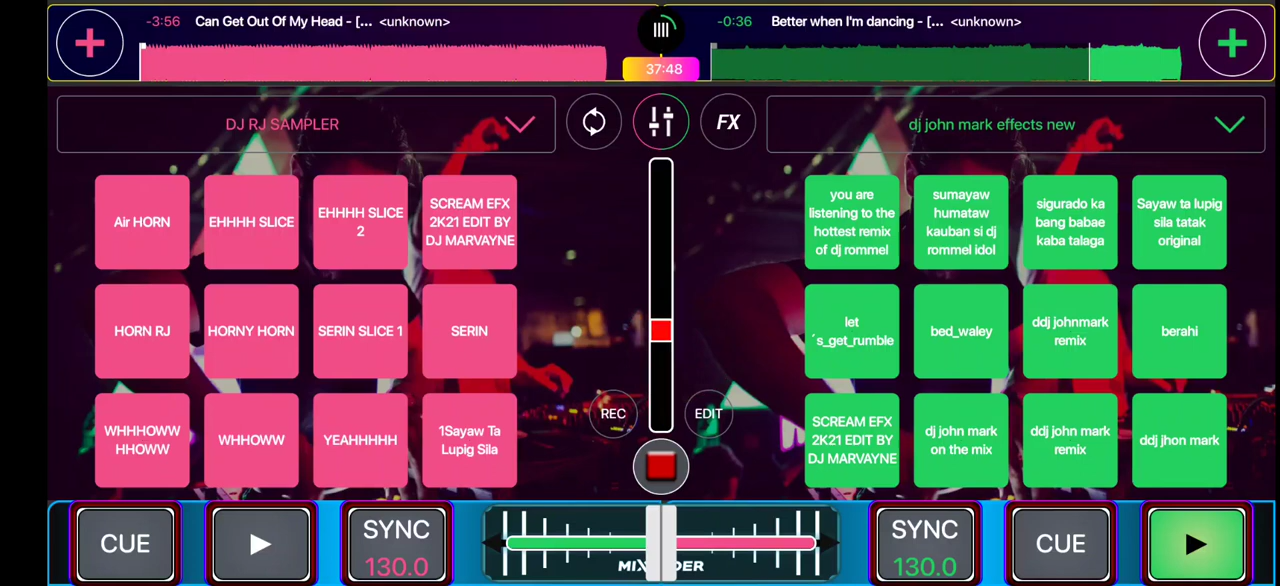 -3:56 Can Get Out Of My Head - [... <unknown>
-0:36 Better when I'm dancing - [... <unknown>
37:48
DJ RJ SAMPLER
FX
dj john mark effects new
Air HORN
EHHHH SLICE
EHHHH SLICE
2
SCREAM EFX
2K21 EDIT BY
DJ MARVAYNE
you are
listening to the
hottest remix
of dj rommel
sumayaw
humataw
kauban si dj
rommel idol
sigurado ka
bang babae
kaba talaga
Sayaw ta lupig
sila tatak
original
HORN RJ
HORNY HORN
SERIN SLICE 1
SERIN
let
´s_get_rumble
bed_waley
ddj johnmark
remix
berahi
WHHHOWW
HHOWW
WHHOWW
YEAHHHHH
1Sayaw Ta
Lupig Sila
REC
EDIT
SCREAM EFX
2K21 EDIT BY
DJ MARVAYNE
dj john mark
on the mix
ddj john mark
remix
ddj jhon mark
CUE
SYNC
130.0
SYNC
130.0
CUE